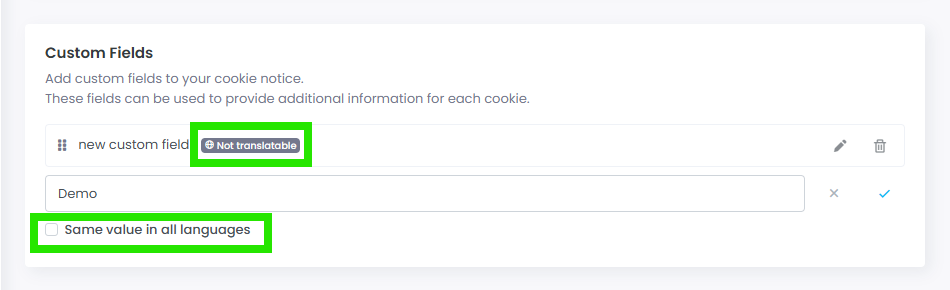 Custom Fields
Add custom fields to your cookie notice.
These fields can be used to provide additional information for each cookie.
new custom field Not translatable
Demo
Same value in all languages